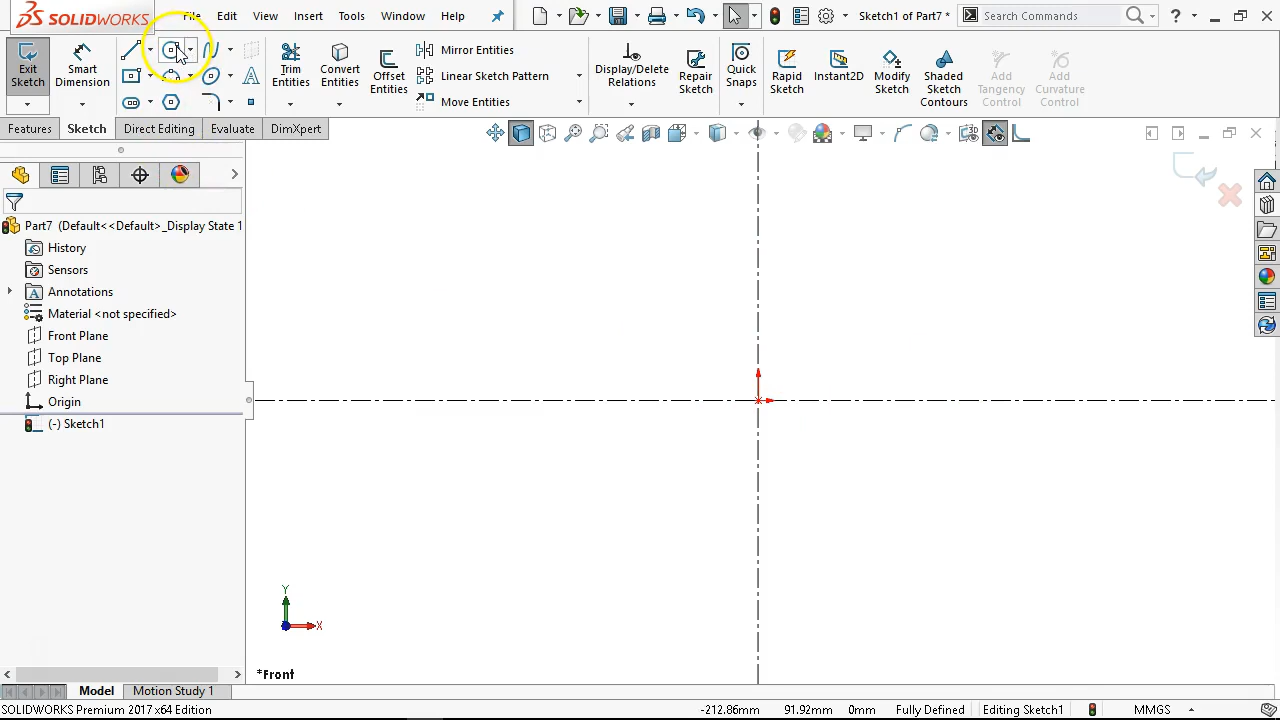 SOLIDWORKS File Edit View Insert Tools Window Help Sketch1 of Part7 * Search Commands ?
Exit Sketch
Smart Dimension
Trim Entities
Convert Entities
Offset Entities
Mirror Entities
Linear Sketch Pattern
Move Entities
Display/Delete Relations
Repair Sketch
Quick Snaps
Rapid Sketch
Instant2D
Modify Sketch
Shaded Sketch Contours
Add Tangency Control
Add Curvature Control
Features Sketch Direct Editing Evaluate DimXpert
Part7 (Default<<Default>_Display State 1
History
Sensors
Annotations
Material <not specified>
Front Plane
Top Plane
Right Plane
Origin
(-) Sketch1
Y
X
*Front
Model Motion Study 1
SOLIDWORKS Premium 2017 x64 Edition -212.86mm 91.92mm 0mm Fully Defined Editing Sketch1 MMGS